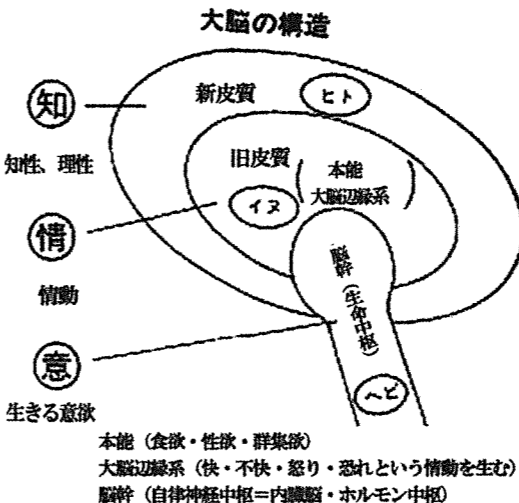 大脳の構造
知
知性、理性
新皮質
ヒト
旧皮質
(本能
大脳辺縁系)
イヌ
情
情動
脳幹(生命中枢)
意
生きる意欲
ヘビ
本能(食欲・性欲・群集欲)
大脳辺縁系(快・不快・怒り・恐れという情動を生む)
脳幹(自律神経中枢=内臓脳・ホルモン中枢)